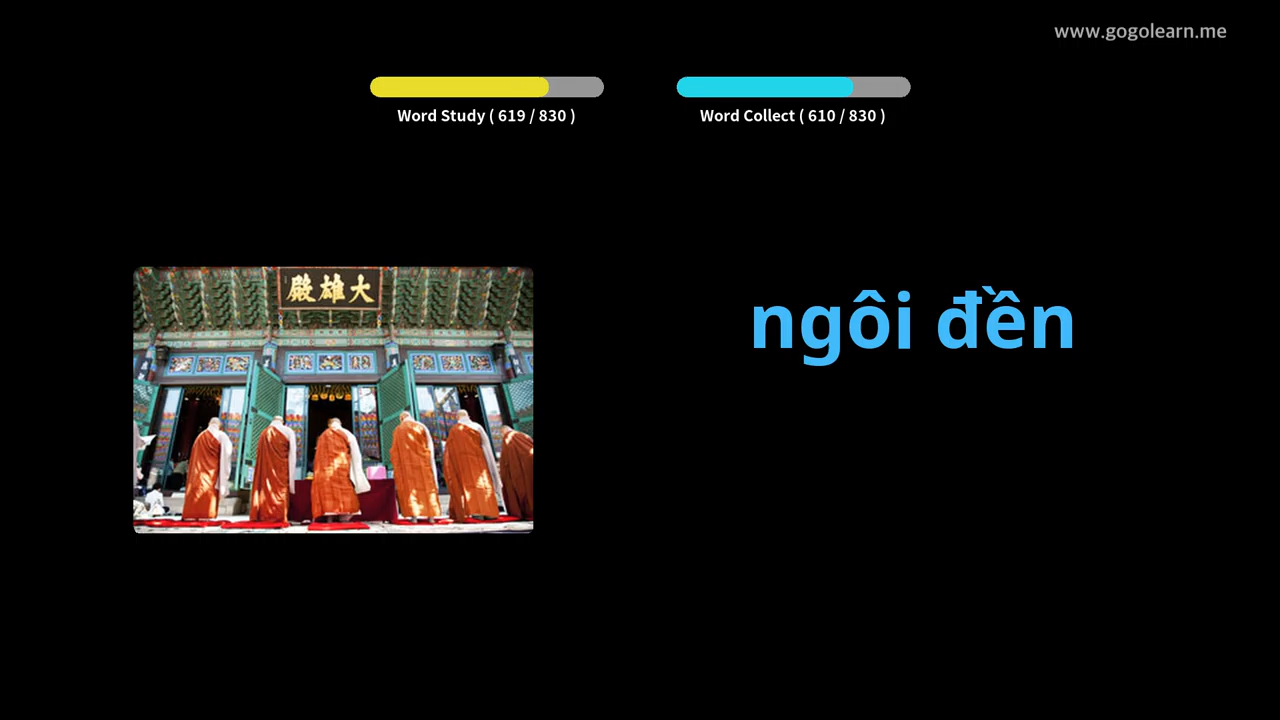 www.gogolearn.me
Word Study ( 619 / 830 )
Word Collect ( 610 / 830 )
殿雄大
ngôi đền